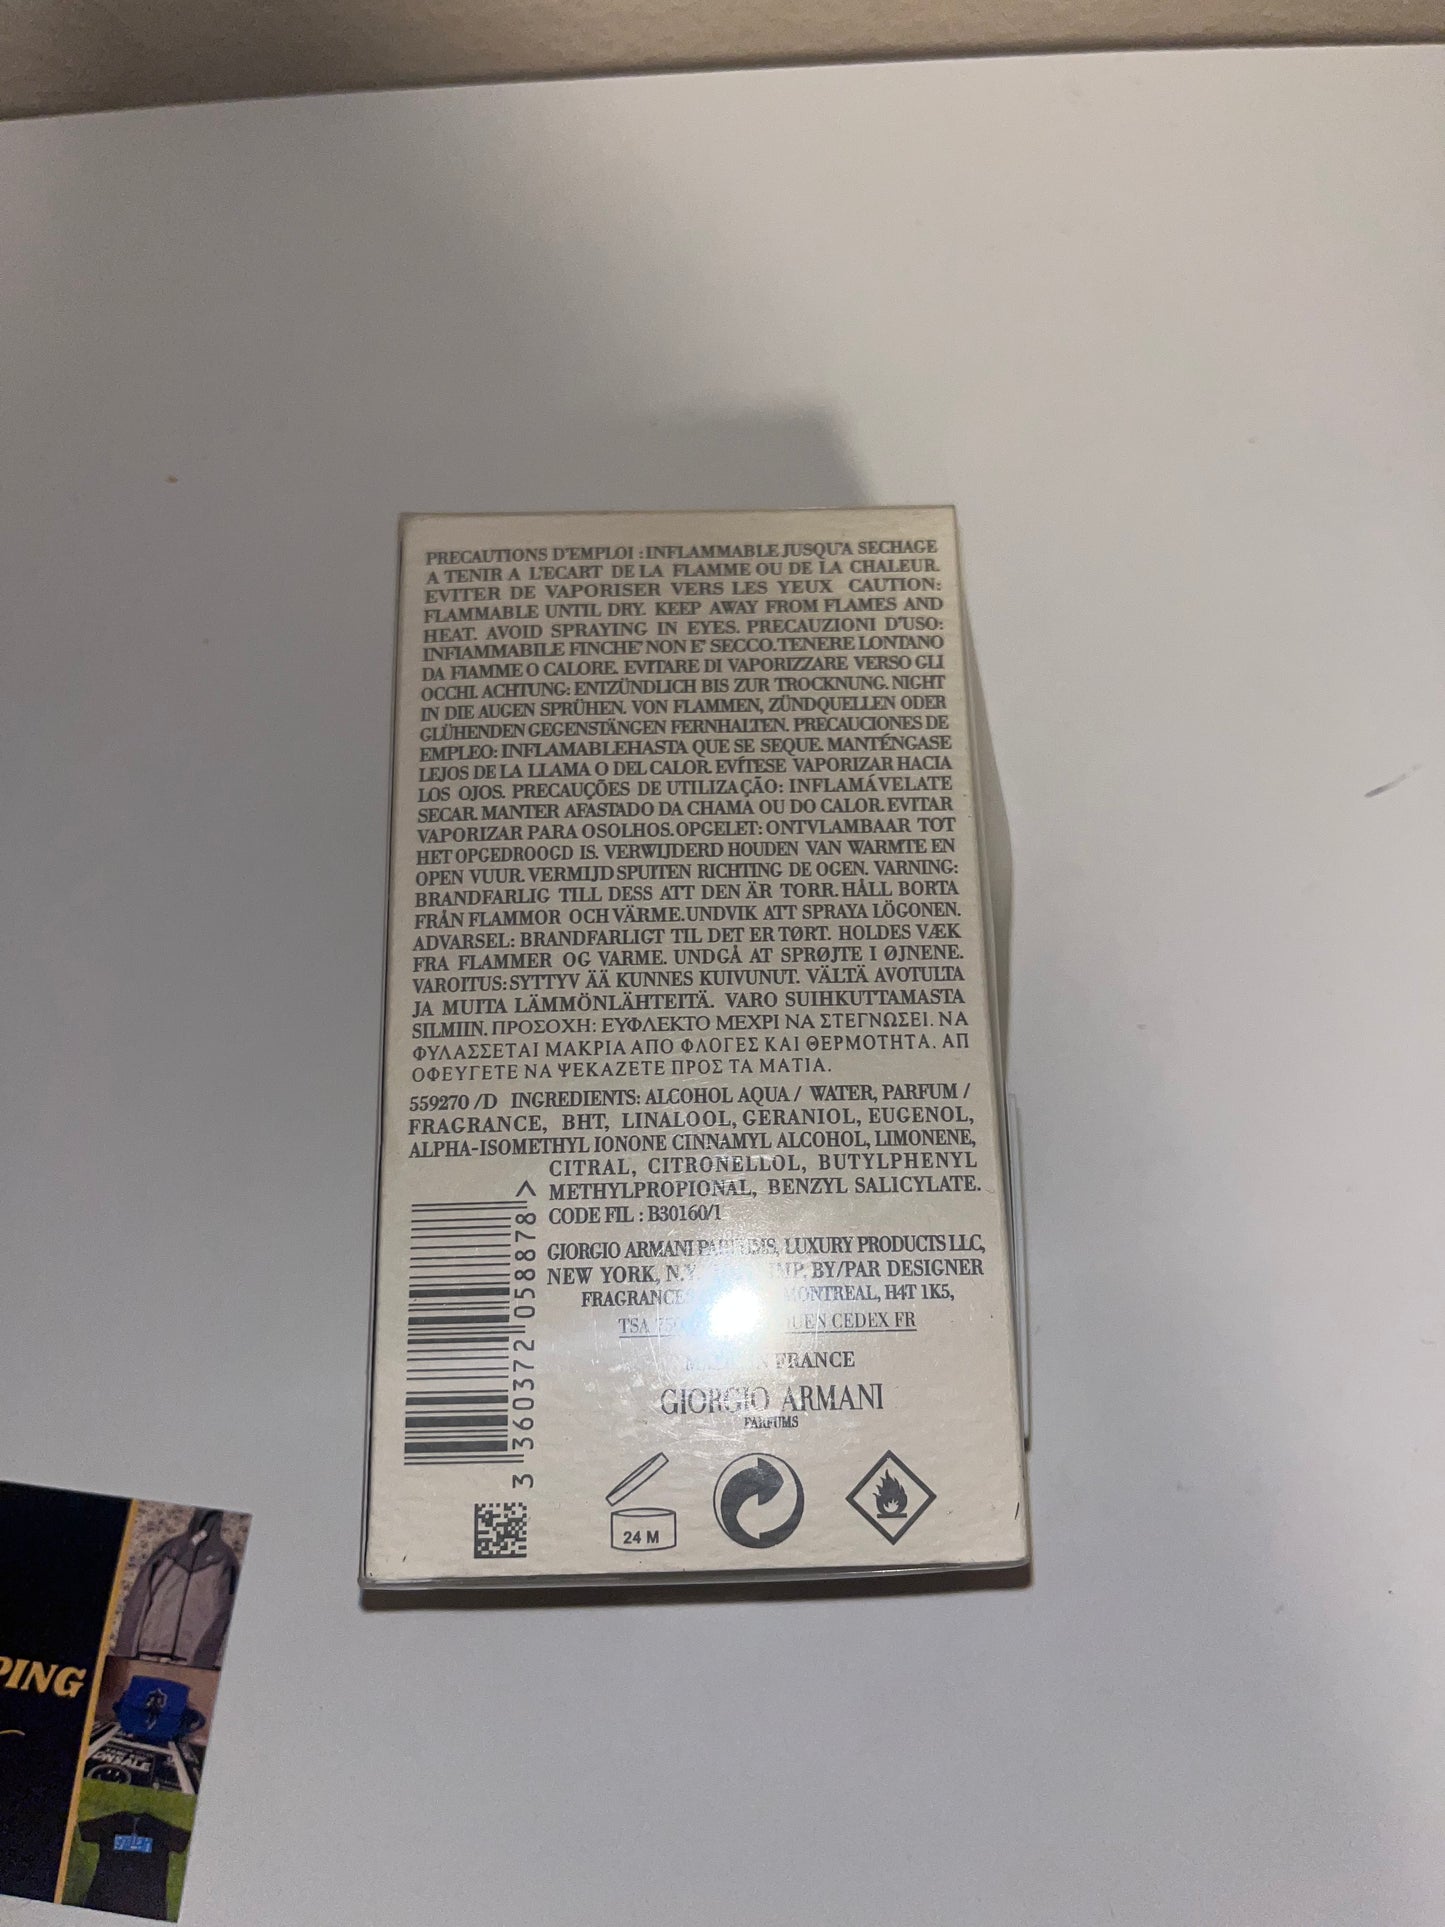 PRECAUTIONS D'EMPLOI : INFLAMMABLE JUSQU'A SECHAGE
A TENIR A L'ECART DE LA FLAMME OU DE LA CHALEUR.
EVITER DE VAPORISER VERS LES YEUX CAUTION:
FLAMMABLE UNTIL DRY. KEEP AWAY FROM FLAMES AND
HEAT. AVOID SPRAYING IN EYES. PRECAUZIONI D'USO:
INFIAMMABILE FINCHE' NON E' SECCO. TENERE LONTANO
DA FIAMME O CALORE. EVITARE DI VAPORIZZARE VERSO GLI
OCCHI. ACHTUNG: ENTZÜNDLICH BIS ZUR TROCKNUNG. NIGHT
IN DIE AUGEN SPRÜHEN. VON FLAMMEN, ZÜNDQUELLEN ODER
GLÜHENDEN GEGENSTÄNGEN FERNHALTEN. PRECAUCIONES DE
EMPLEO: INFLAMABLEHASTA QUE SE SEQUE. MANTÉNGASE
LEJOS DE LA LLAMA O DEL CALOR. EVÍTESE VAPORIZAR HACIA
LOS OJOS. PRECAUÇÕES DE UTILIZAÇÃO: INFLAMÁVELATE
SECAR. MANTER AFASTADO DA CHAMA OU DO CALOR. EVITAR
VAPORIZAR PARA OSOLHOS. OPGELET: ONTVLAMBAAR TOT
HET OPGEDROOGD IS. VERWIJDERD HOUDEN VAN WARMTE EN
OPEN VUUR. VERMIJD SPUITEN RICHTING DE OGEN. VARNING:
BRANDFARLIG TILL DESS ATT DEN ÄR TORR. HÅLL BORTA
FRÅN FLAMMOR OCH VÄRME. UNDVIK ATT SPRAYA LÖGONEN.
ADVARSEL: BRANDFARLIGT TIL DET ER TØRT. HOLDES VÆK
FRA FLAMMER OG VARME. UNDGÅ AT SPRØJTE I ØJNENE.
VAROITUS: SYTTYV ÄÄ KUNNES KUIVUNUT. VÄLTÄ AVOTULTA
JA MUITA LÄMMÖNLÄHTEITÄ. VARO SUIHKUTTAMASTA
SILMIIN. ΠΡΟΣΟΧΗ: ΕΥΦΛΕΚΤΟ ΜΕΧΡΙ ΝΑ ΣΤΕΓΝΩΣΕΙ. ΝΑ
ΦΥΛΑΣΣΕΤΑΙ ΜΑΚΡΙΑ ΑΠΟ ΦΛΟΓΕΣ ΚΑΙ ΘΕΡΜΟΤΗΤΑ. ΑΠ
ΟΦΕΥΓΕΤΕ ΝΑ ΨΕΚΑΖΕΤΕ ΠΡΟΣ ΤΑ ΜΑΤΙΑ.
559270 /D INGREDIENTS: ALCOHOL AQUA / WATER, PARFUM /
FRAGRANCE, BHT, LINALOOL, GERANIOL, EUGENOL,
ALPHA-ISOMETHYL IONONE CINNAMYL ALCOHOL, LIMONENE,
CITRAL, CITRONELLOL, BUTYLPHENYL
METHYLPROPIONAL, BENZYL SALICYLATE.
CODE FIL : B30160/1
GIORGIO ARMANI PARFUMS, LUXURY PRODUCTS LLC,
NEW YORK, N.Y. IMP. BY/PAR DESIGNER
FRAGRANCES MONTREAL, H4T 1K5,
TSA CEDEX FR
FRANCE
GIORGIO ARMANI
PARFUMS
3 360372 058878 >
24 M
PING
ONSALE